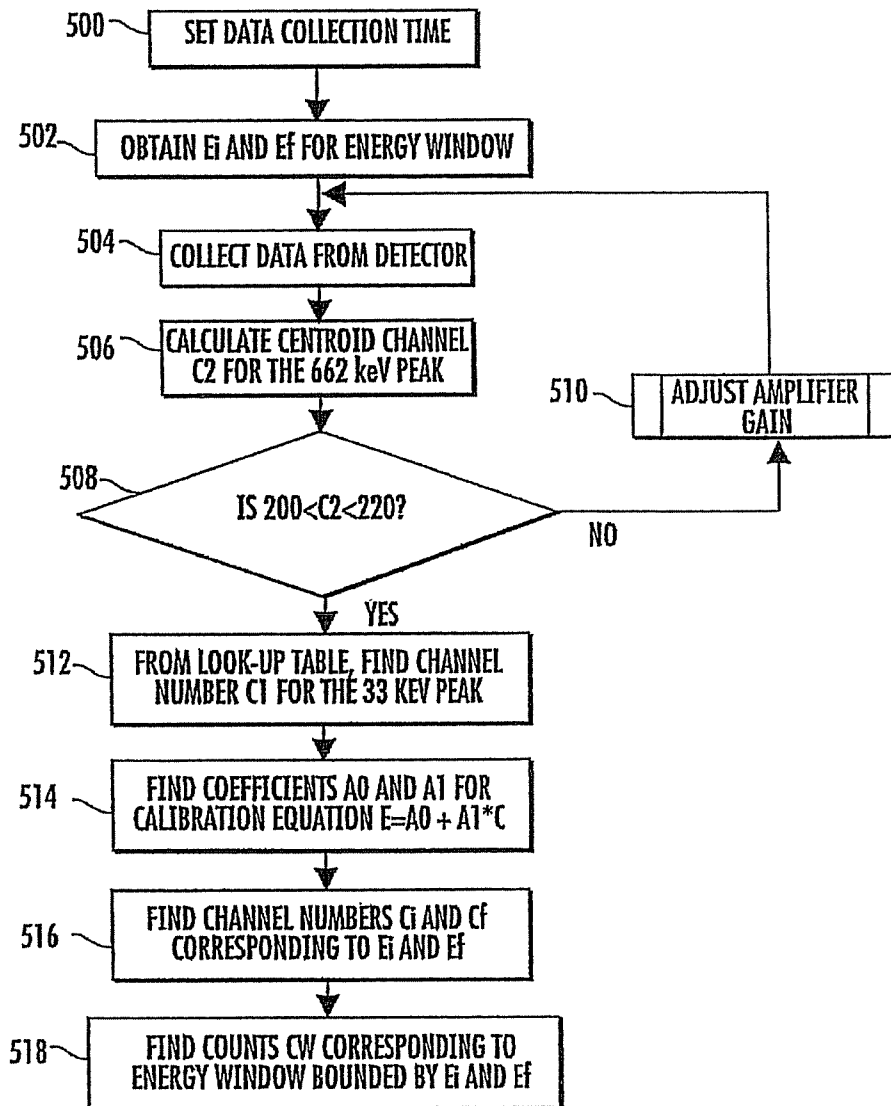 500
SET DATA COLLECTION TIME
502
OBTAIN Ei AND Ef FOR ENERGY WINDOW
504
COLLECT DATA FROM DETECTOR
506
CALCULATE CENTROID CHANNEL
C2 FOR THE 662 keV PEAK
510
ADJUST AMPLIFIER
GAIN
508
IS 200<C2<220?
NO
YES
512
FROM LOOK-UP TABLE, FIND CHANNEL
NUMBER C1 FOR THE 33 KEV PEAK
514
FIND COEFFICIENTS A0 AND A1 FOR
CALIBRATION EQUATION E=A0 + A1*C
516
FIND CHANNEL NUMBERS Ci AND Cf
CORRESPONDING TO Ei AND Ef
518
FIND COUNTS CW CORRESPONDING TO
ENERGY WINDOW BOUNDED BY Ei AND Ef